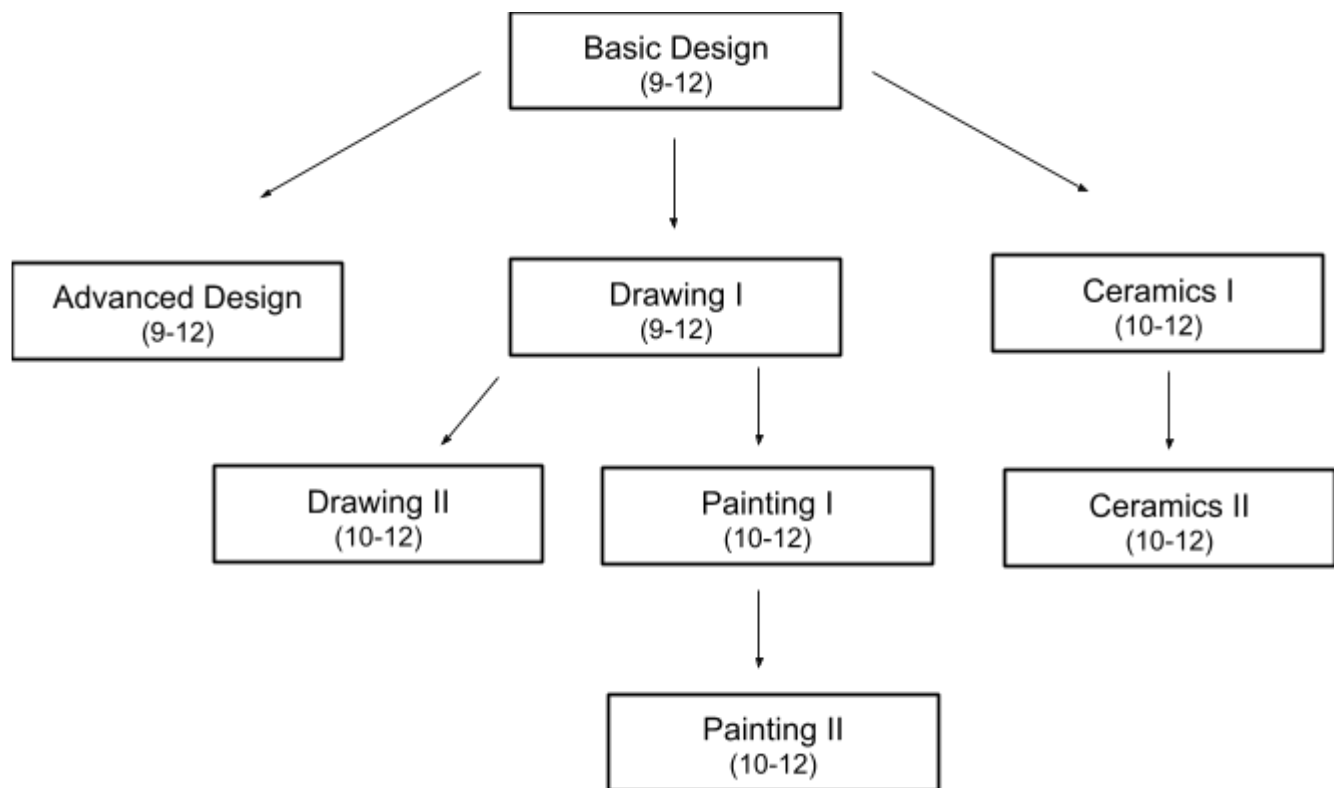 Basic Design
(9-12)
Advanced Design
(9-12)
Drawing I
(9-12)
Ceramics I
(10-12)
Drawing II
(10-12)
Painting I
(10-12)
Ceramics II
(10-12)
Painting II
(10-12)